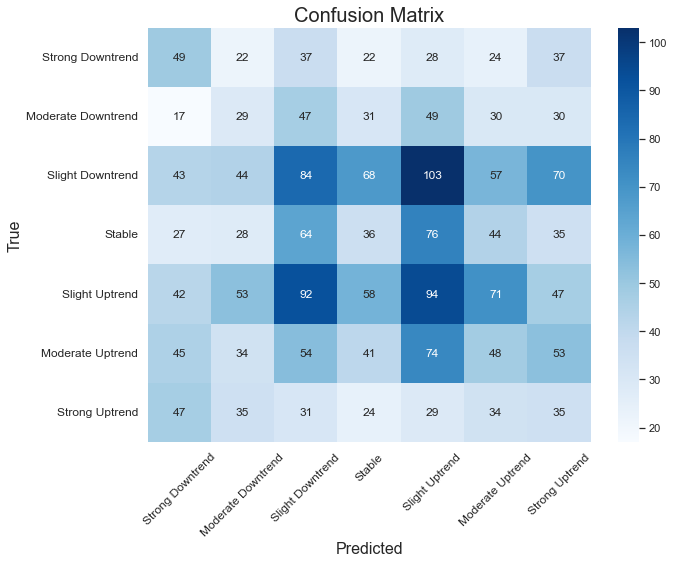 Confusion Matrix
Strong Downtrend 49 22 37 22 28 24 37
Moderate Downtrend 17 29 47 31 49 30 30
Slight Downtrend 43 44 84 68 103 57 70
Stable 27 28 64 36 76 44 35
Slight Uptrend 42 53 92 58 94 71 47
Moderate Uptrend 45 34 54 41 74 48 53
Strong Uptrend 47 35 31 24 29 34 35
True
Strong Downtrend Moderate Downtrend Slight Downtrend Stable Slight Uptrend Moderate Uptrend Strong Uptrend
Predicted
100
90
80
70
60
50
40
30
20